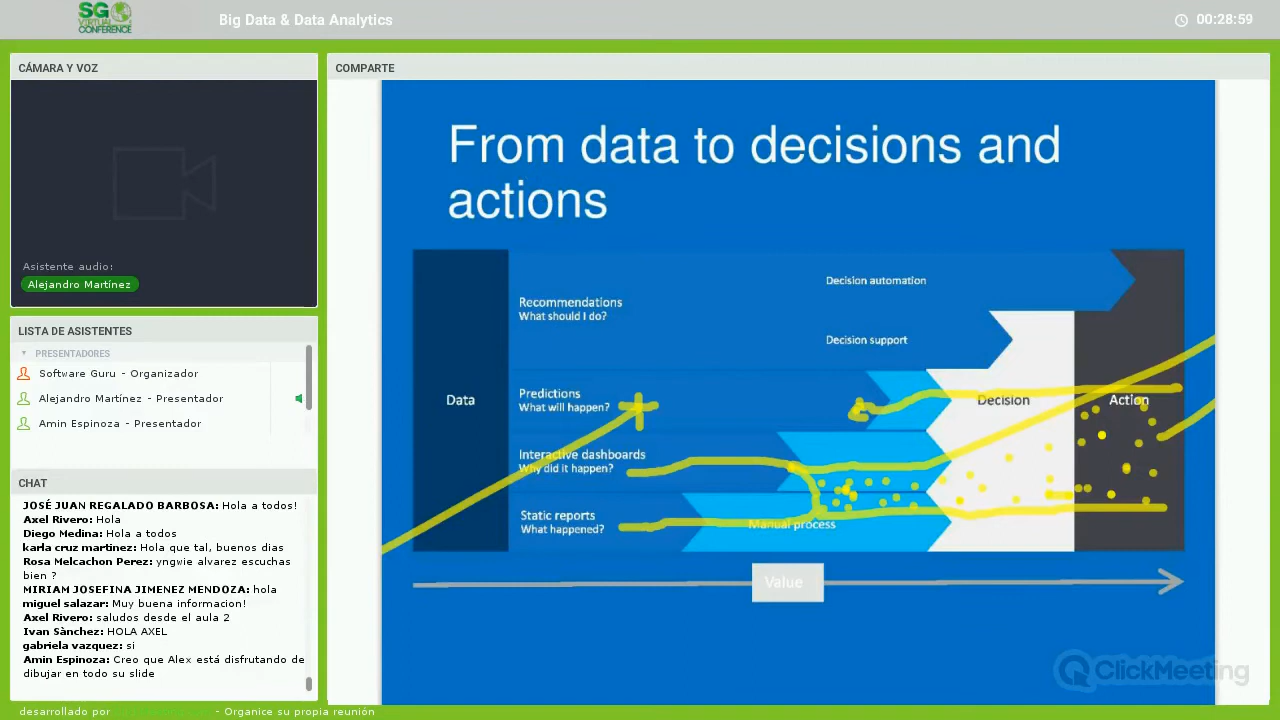 SG
VIRTUAL
CONFERENCE
Big Data & Data Analytics
00:28:59
CÁMARA Y VOZ
Asistente audio:
Alejandro Martínez
LISTA DE ASISTENTES
PRESENTADORES
Software Guru - Organizador
Alejandro Martínez - Presentador
Amin Espinoza - Presentador
CHAT
JOSÉ JUAN REGALADO BARBOSA: Hola a todos!
Axel Rivero: Hola
Diego Medina: Hola a todos
karla cruz martinez: Hola que tal, buenos dias
Rosa Melcachon Perez: yngwie alvarez escuchas
bien ?
MIRIAM JOSEFINA JIMENEZ MENDOZA: hola
miguel salazar: Muy buena informacion!
Axel Rivero: saludos desde el aula 2
Ivan Sànchez: HOLA AXEL
gabriela vazquez: si
Amin Espinoza: Creo que Alex está disfrutando de
dibujar en todo su slide
desarrollado por
- Organice su propia reunión
COMPARTE
From data to decisions and
actions
Data
Recommendations
What should I do?
Decision automation
Decision support
Predictions
What will happen?
Interactive dashboards
Why did it happen?
Static reports
What happened?
Manual process
Decision
Action
Value
ClickMeeting